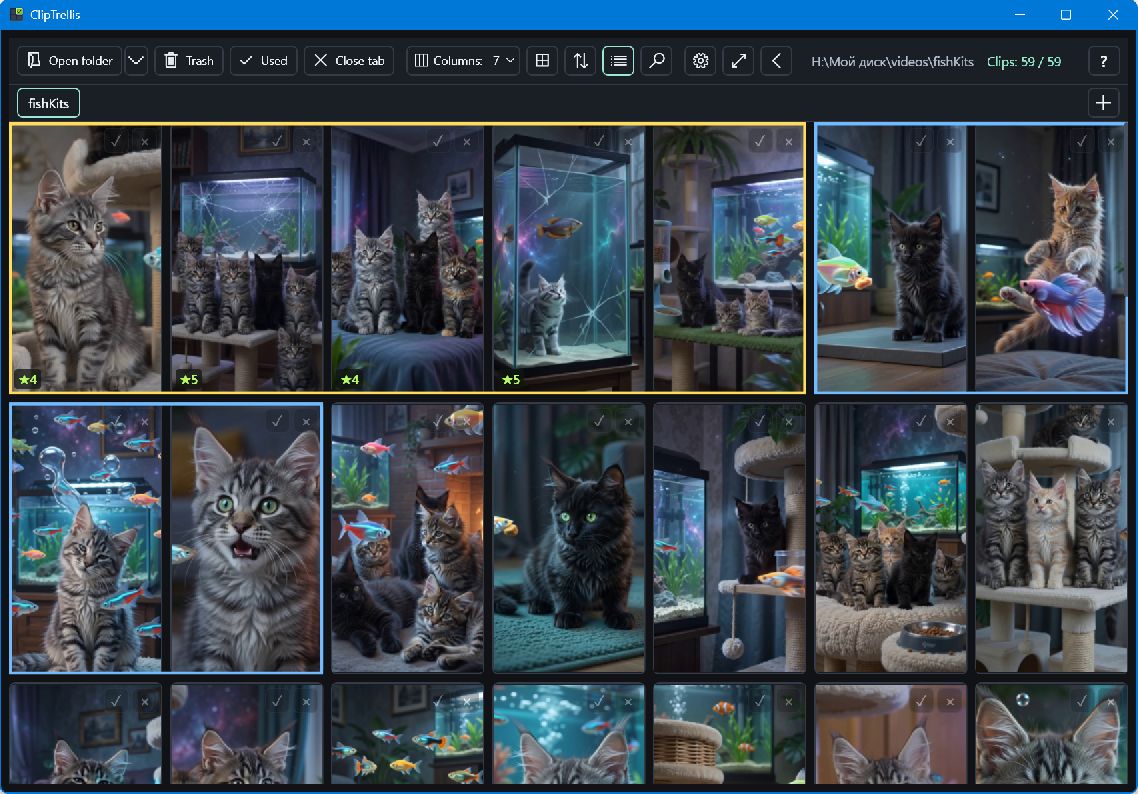 ClipTrellis
Open folder Trash Used Close tab Columns: 7 H:\Мой диск\videos\fishKits Clips: 59 / 59 ?
fishKits
★4 ★5 ★4 ★5